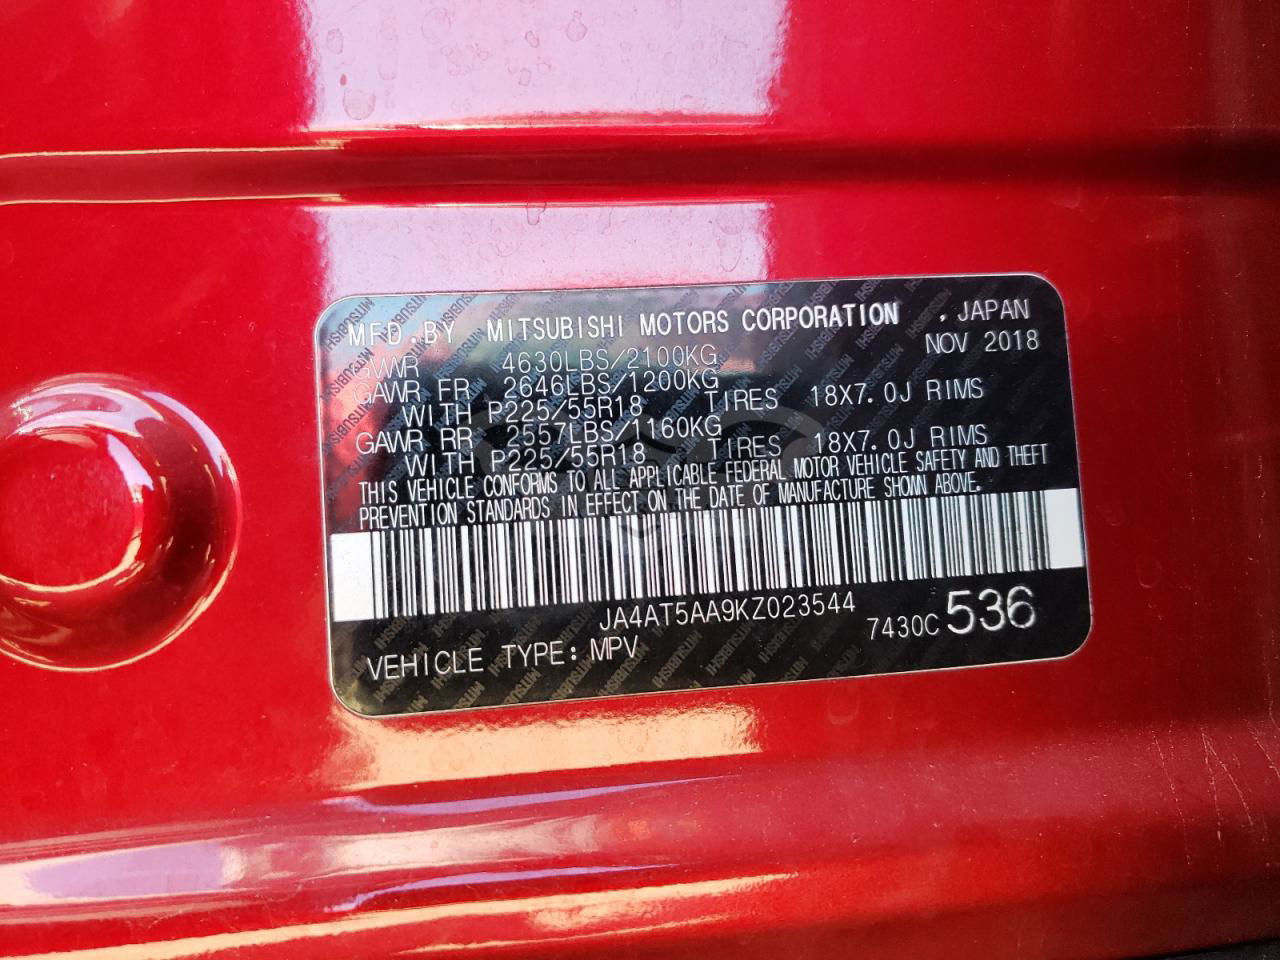 MFD.BY MITSUBISHI MOTORS CORPORATION , JAPAN
GVWR 4630LBS/2100KG NOV 2018
GAWR FR 2646LBS/1200KG
WITH P225/55R18 TIRES 18X7.0J RIMS
GAWR RR 2557LBS/1160KG
WITH P225/55R18 TIRES 18X7.0J RIMS
THIS VEHICLE CONFORMS TO ALL APPLICABLE FEDERAL MOTOR VEHICLE SAFETY AND THEFT
PREVENTION STANDARDS IN EFFECT ON THE DATE OF MANUFACTURE SHOWN ABOVE.
JA4AT5AA9KZ023544
7430C 536
VEHICLE TYPE: MPV